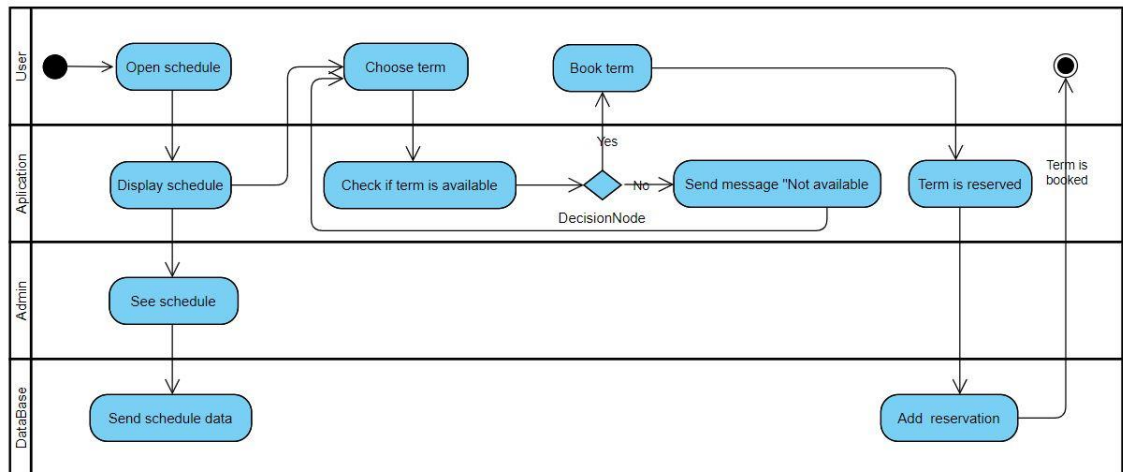 User
Open schedule
Choose term
Book term
Aplication
Display schedule
Check if term is available
Yes
No
DecisionNode
Send message "Not available
Term is reserved
Term is
booked
Admin
See schedule
DataBase
Send schedule data
Add reservation